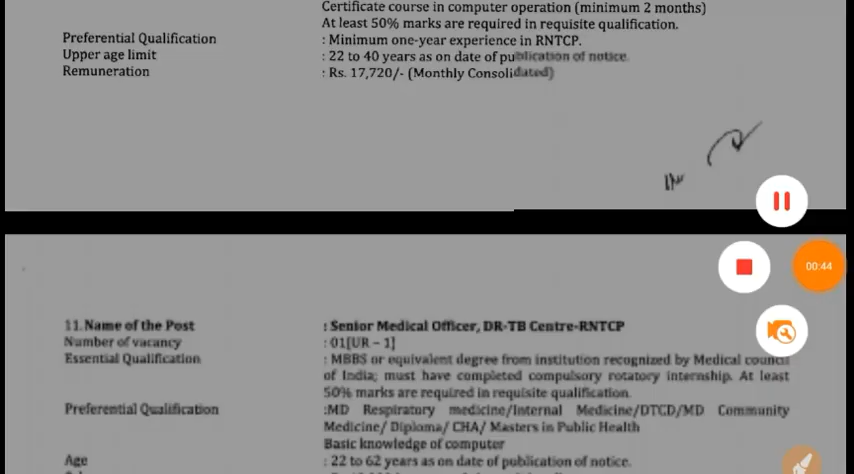 Certificate course in computer operation (minimum 2 months)
At least 50% marks are required in requisite qualification.
Preferential Qualification : Minimum one-year experience in RNTCP.
Upper age limit : 22 to 40 years as on date of publication of notice.
Remuneration : Rs. 17,720/- (Monthly Consolidated)
00:44
11. Name of the Post : Senior Medical Officer, DR-TB Centre-RNTCP
Number of vacancy : 01[UR – 1]
Essential Qualification : MBBS or equivalent degree from institution recognized by Medical council
of India; must have completed compulsory rotatory internship. At least
50% marks are required in requisite qualification.
Preferential Qualification :MD Respiratory medicine/Internal Medicine/DTCD/MD Community
Medicine/ Diploma/ CHA/ Masters in Public Health
Basic knowledge of computer
Age : 22 to 62 years as on date of publication of notice.